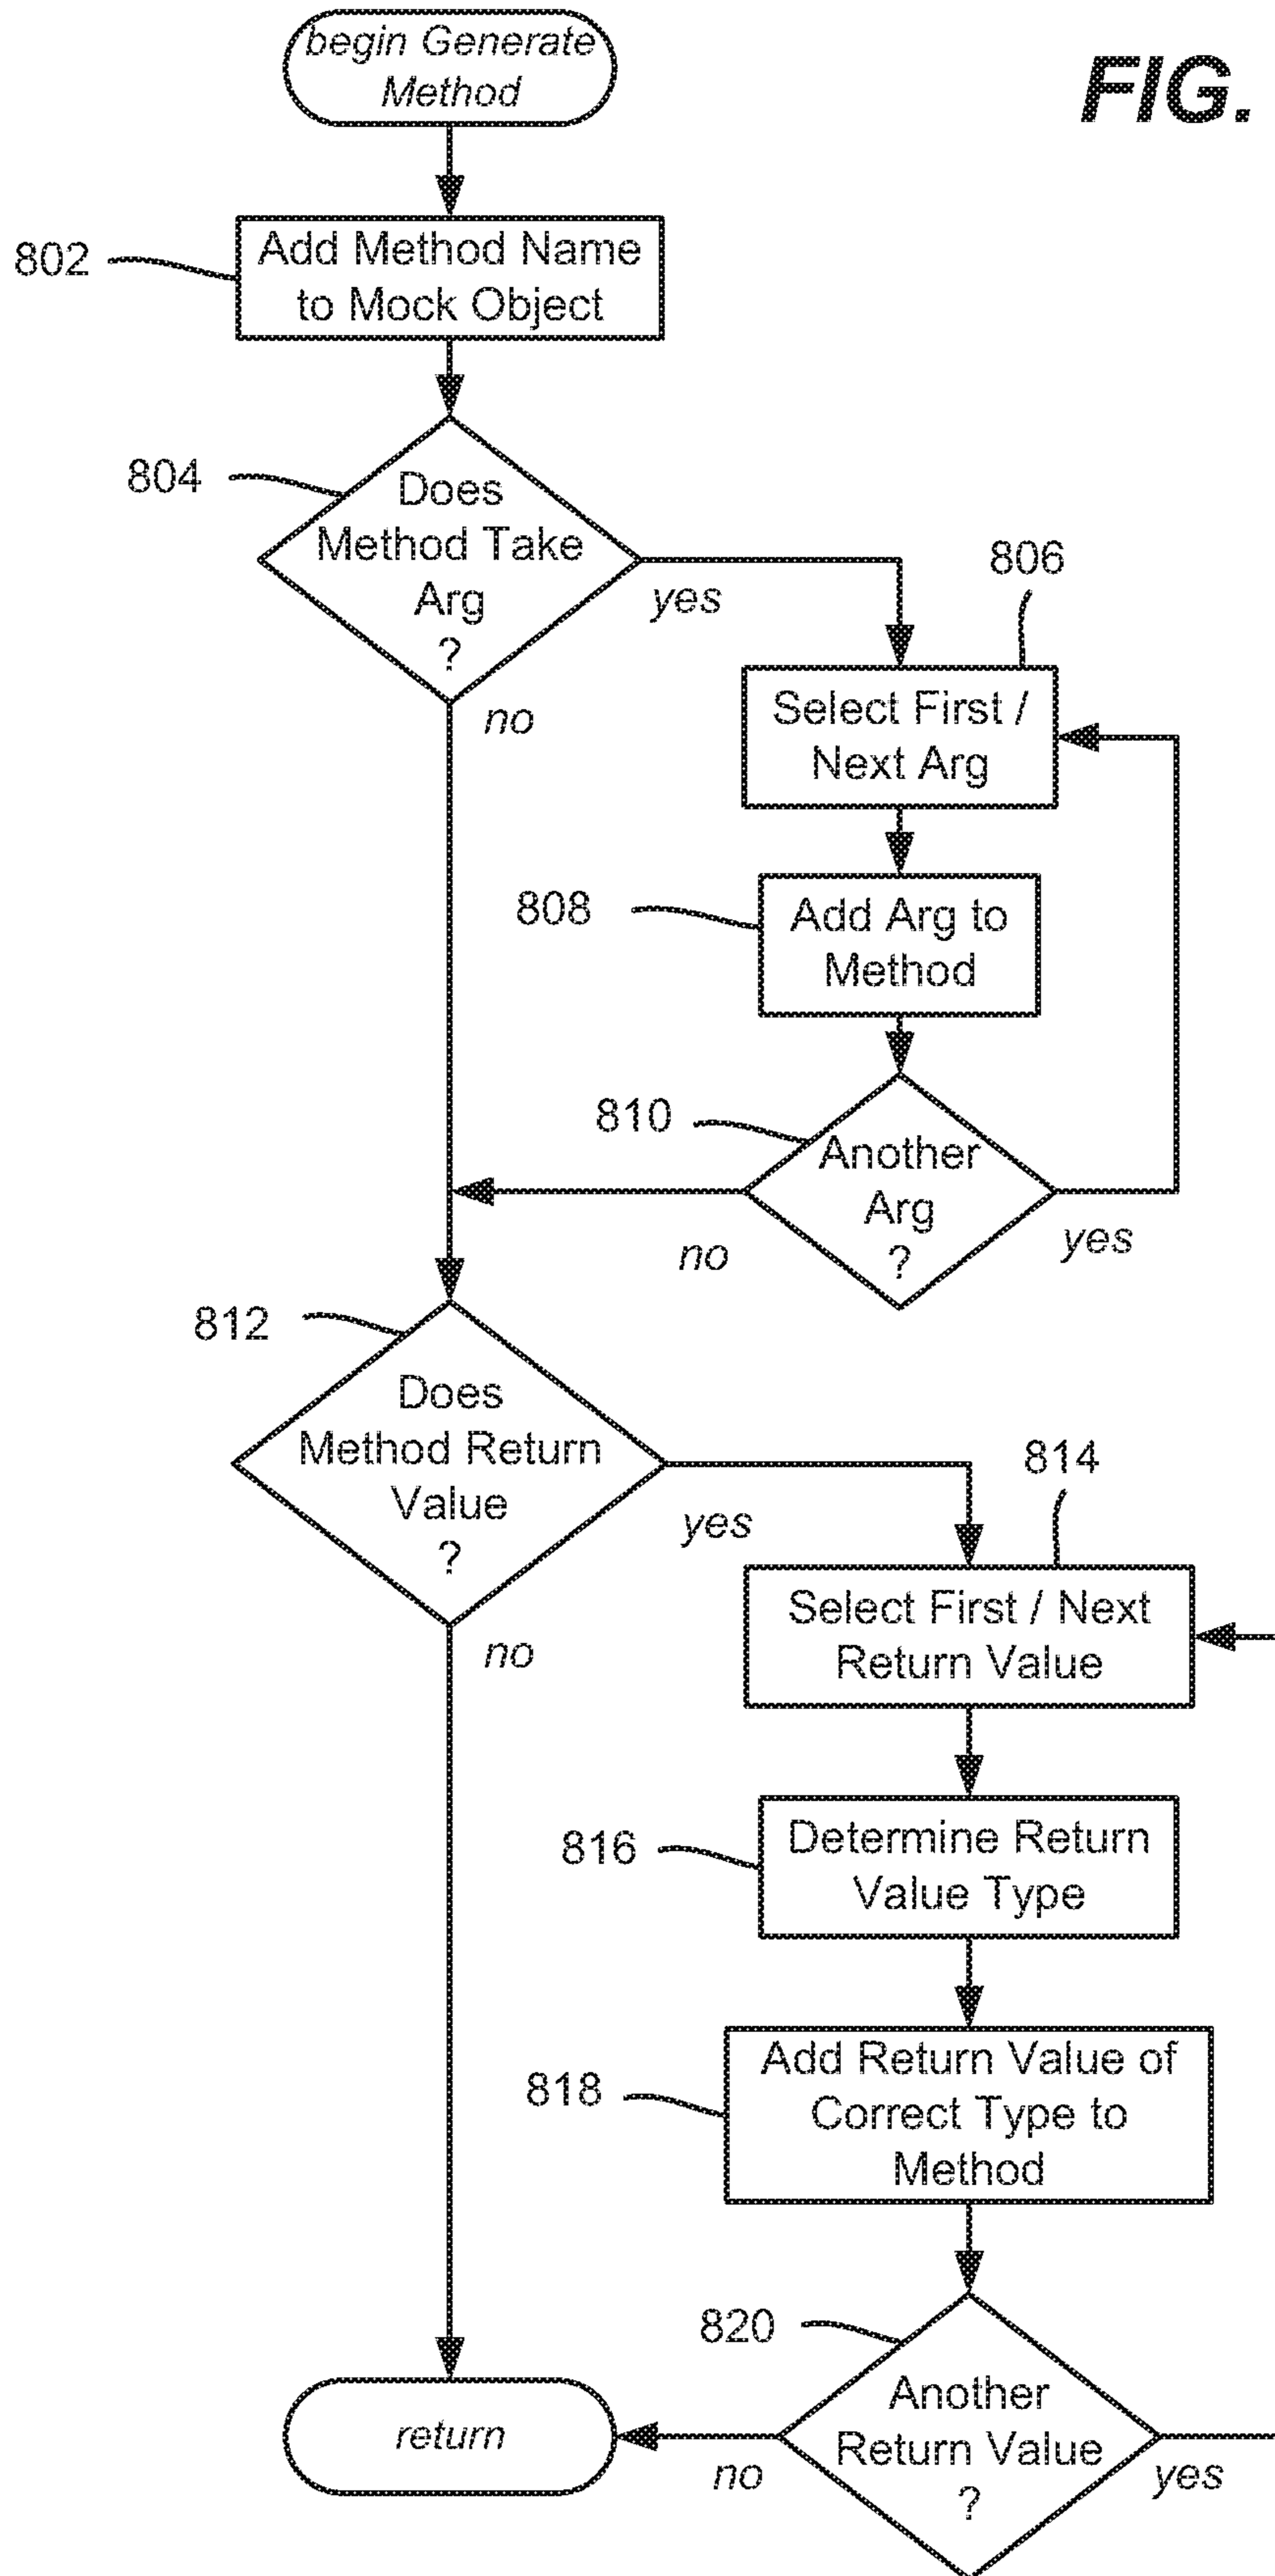 begin Generate
Method
FIG.
802
Add Method Name
to Mock Object
804
Does
Method Take
Arg
?
yes
no
806
Select First /
Next Arg
808
Add Arg to
Method
810
Another
Arg
?
no
yes
812
Does
Method Return
Value
?
yes
no
814
Select First / Next
Return Value
816
Determine Return
Value Type
818
Add Return Value of
Correct Type to
Method
820
Another
Return Value
?
no
yes
return